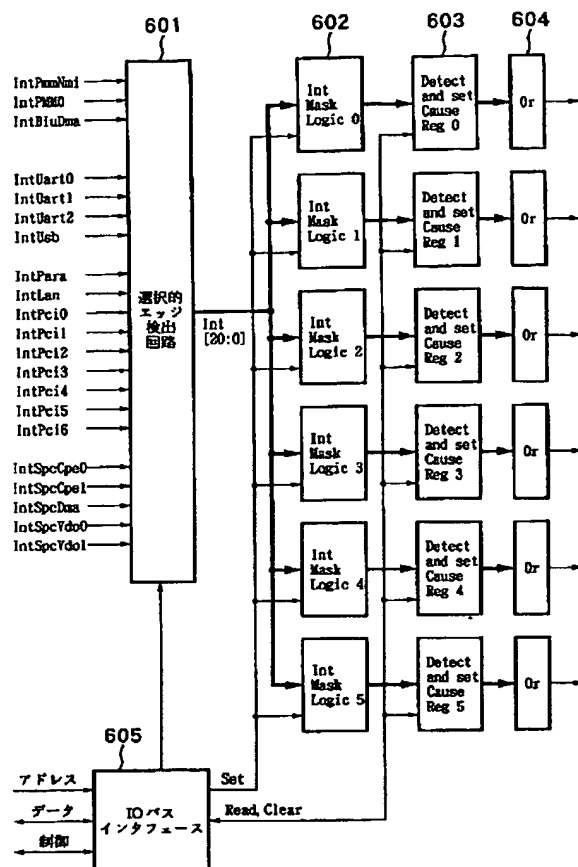 601
602
603
604
IntPmmNmi
IntPMM0
IntBiuDma
IntUart0
IntUart1
IntUart2
IntUsb
IntPara
IntLan
IntPci0
IntPci1
IntPci2
IntPci3
IntPci4
IntPci5
IntPci6
IntSpcCpe0
IntSpcCpe1
IntSpcDma
IntSpcVdo0
IntSpcVdo1
選択的
エッジ
検出
回路
Int
[20:0]
Int
Mask
Logic 0
Detect
and set
Cause
Reg 0
Or
Int
Mask
Logic 1
Detect
and set
Cause
Reg 1
Or
Int
Mask
Logic 2
Detect
and set
Cause
Reg 2
Or
Int
Mask
Logic 3
Detect
and set
Cause
Reg 3
Or
Int
Mask
Logic 4
Detect
and set
Cause
Reg 4
Or
Int
Mask
Logic 5
Detect
and set
Cause
Reg 5
Or
605
アドレス
データ
制御
IOバス
インタフェース
Set
Read, Clear